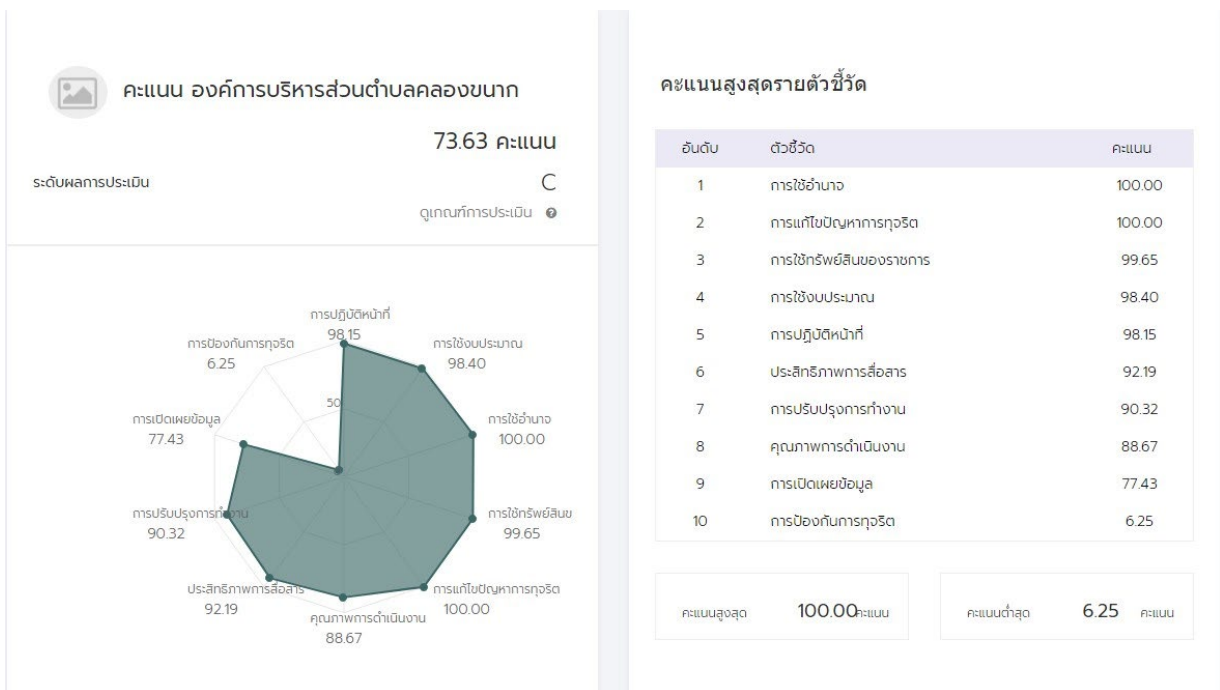 คะแนน องค์การบริหารส่วนตำบลคลองขนาก
73.63 คะแนน
ระดับผลการประเมิน C
ดูเกณฑ์การประเมิน
การปฏิบัติหน้าที่
98.15
การใช้งบประมาณ
98.40
การใช้อำนาจ
100.00
การใช้ทรัพย์สินข
99.65
การแก้ไขปัญหาการทุจริต
100.00
คุณภาพการดำเนินงาน
88.67
ประสิทธิภาพการสื่อสาร
92.19
การปรับปรุงการทำงาน
90.32
การเปิดเผยข้อมูล
77.43
การป้องกันการทุจริต
6.25
50
คะแนนสูงสุดรายตัวชี้วัด
อันดับ ตัวชี้วัด คะแนน
1 การใช้อำนาจ 100.00
2 การแก้ไขปัญหาการทุจริต 100.00
3 การใช้ทรัพย์สินของราชการ 99.65
4 การใช้งบประมาณ 98.40
5 การปฏิบัติหน้าที่ 98.15
6 ประสิทธิภาพการสื่อสาร 92.19
7 การปรับปรุงการทำงาน 90.32
8 คุณภาพการดำเนินงาน 88.67
9 การเปิดเผยข้อมูล 77.43
10 การป้องกันการทุจริต 6.25
คะแนนสูงสุด 100.00 คะแนน
คะแนนต่ำสุด 6.25 คะแนน